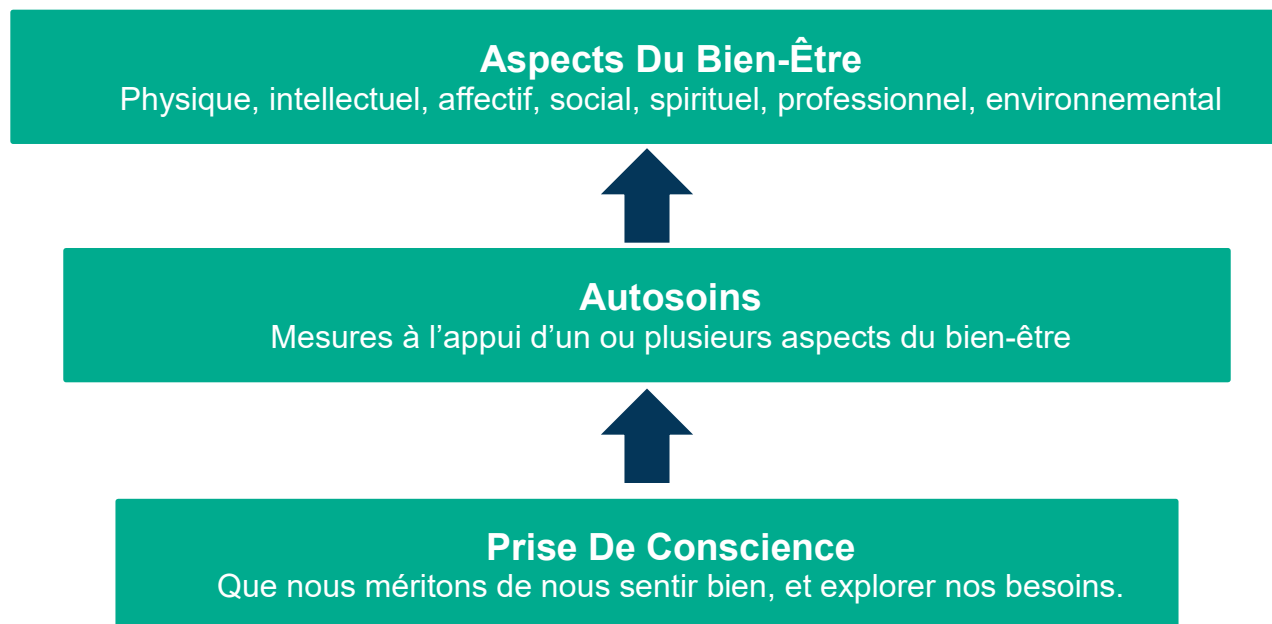 Aspects Du Bien-Être
Physique, intellectuel, affectif, social, spirituel, professionnel, environnemental
Autosoins
Mesures à l’appui d’un ou plusieurs aspects du bien-être
Prise De Conscience
Que nous méritons de nous sentir bien, et explorer nos besoins.